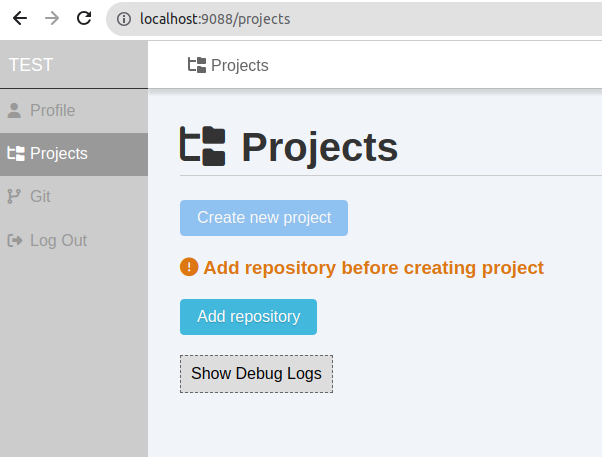 localhost:9088/projects
TEST
Projects
Profile
Projects
Git
Log Out
Projects
Create new project
Add repository before creating project
Add repository
Show Debug Logs